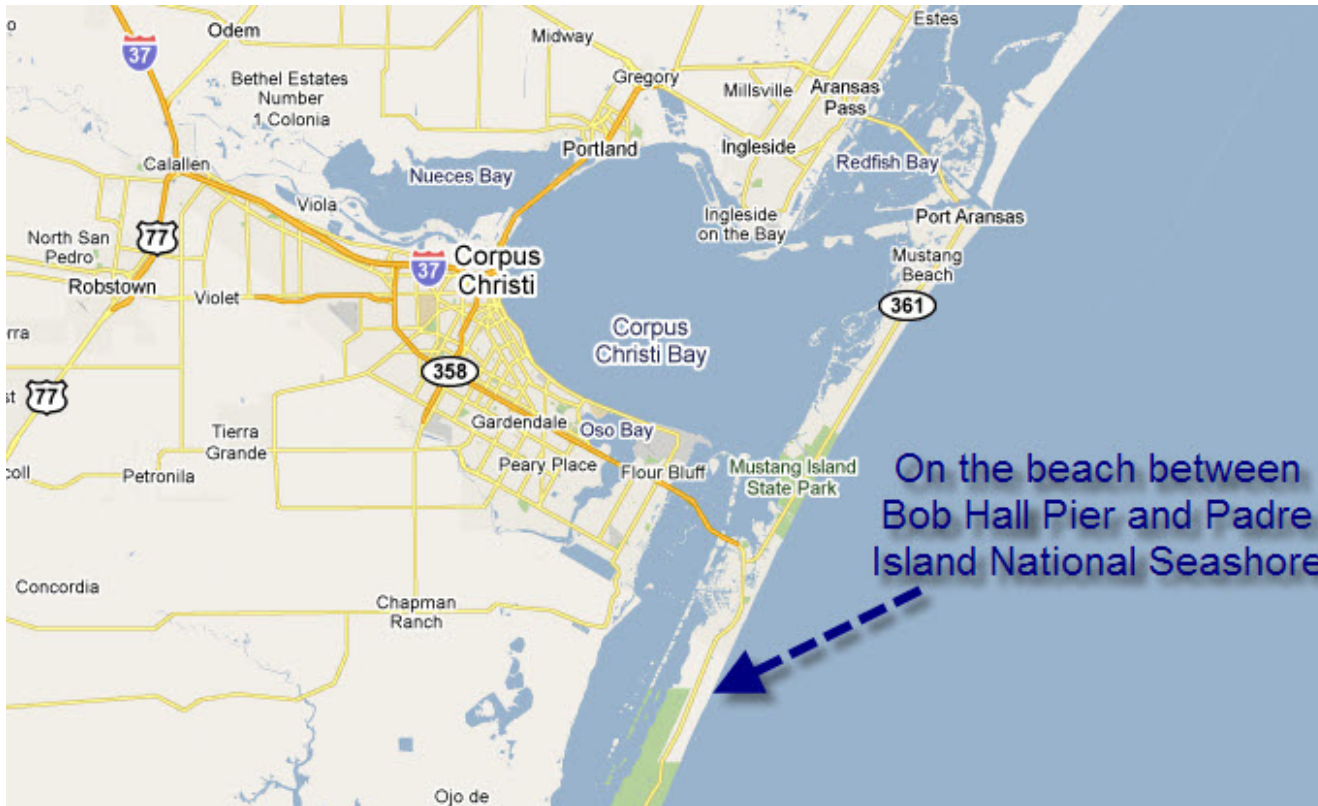 Estes
Odem
Midway
37
Gregory
Bethel Estates
Number
1 Colonia
Millsville
Aransas
Pass
Portland
Ingleside
Calallen
Nueces Bay
Redfish Bay
Viola
Ingleside
on the Bay
Port Aransas
77
North San
Pedro
Corpus
Christi
37
Mustang
Beach
Robstown
Violet
361
Corpus
Christi Bay
rra
358
77
st
Gardendale
Oso Bay
Tierra
Grande
coll
Petronila
Peary Place
Flour Bluff
Mustang Island
State Park
On the beach between
Bob Hall Pier and Padre
Island National Seashore
Concordia
Chapman
Ranch
Ojo de